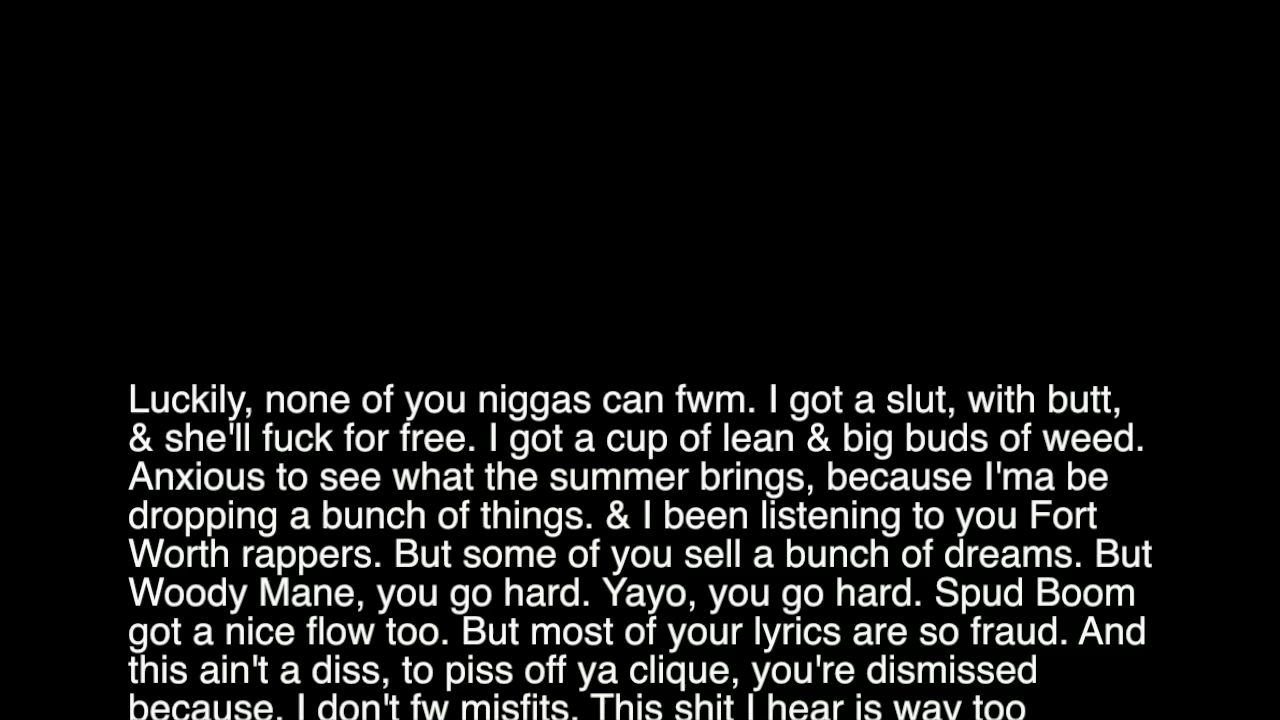 Luckily, none of you niggas can fwm. I got a slut, with butt,
& she'll fuck for free. I got a cup of lean & big buds of weed.
Anxious to see what the summer brings, because I'ma be
dropping a bunch of things. & I been listening to you Fort
Worth rappers. But some of you sell a bunch of dreams. But
Woody Mane, you go hard. Yayo, you go hard. Spud Boom
got a nice flow too. But most of your lyrics are so fraud. And
this ain't a diss, to piss off ya clique, you're dismissed
because, I don't fw misfits. This shit I hear is way too